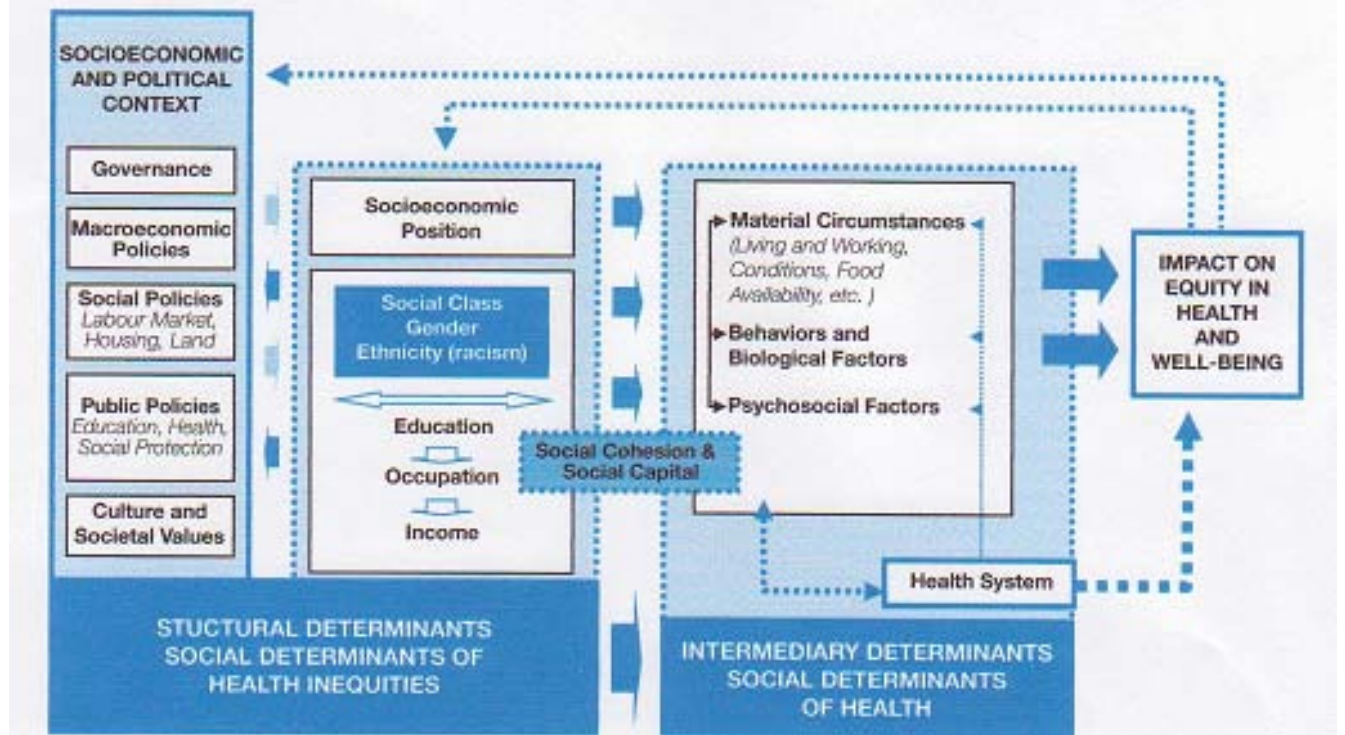 SOCIOECONOMIC
AND POLITICAL
CONTEXT
Governance
Macroeconomic
Policies
Social Policies
Labour Market,
Housing, Land
Public Policies
Education, Health,
Social Protection
Culture and
Societal Values
Socioeconomic
Position
Social Class
Gender
Ethnicity (racism)
Education
Occupation
Income
Social Cohesion &
Social Capital
Material Circumstances
(Living and Working,
Conditions, Food
Availability, etc. )
Behaviors and
Biological Factors
Psychosocial Factors
Health System
IMPACT ON
EQUITY IN
HEALTH
AND
WELL-BEING
STUCTURAL DETERMINANTS
SOCIAL DETERMINANTS OF
HEALTH INEQUITIES
INTERMEDIARY DETERMINANTS
SOCIAL DETERMINANTS
OF HEALTH